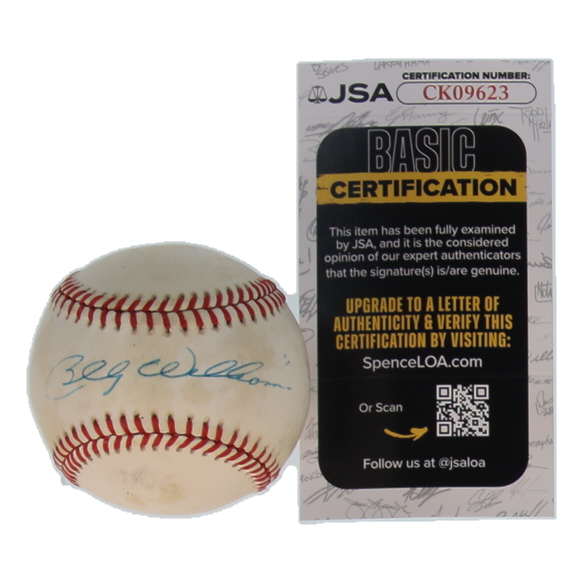 CERTIFICATION NUMBER:
JSA CK09623
BASIC
CERTIFICATION
This item has been fully examined
by JSA, and it is the considered
opinion of our expert authenticators
that the signature(s) is/are genuine.
UPGRADE TO A LETTER OF
AUTHENTICITY & VERIFY THIS
CERTIFICATION BY VISITING:
SpenceLOA.com
Or Scan
Follow us at @jsaloa
Billy Williams